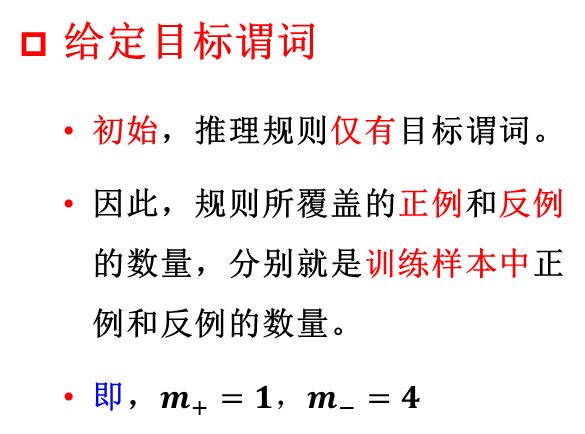 给定目标谓词
• 初始，推理规则仅有目标谓词。
• 因此，规则所覆盖的正例和反例
的数量，分别就是训练样本中正
例和反例的数量。
• 即，m₊ = 1，m₋ = 4